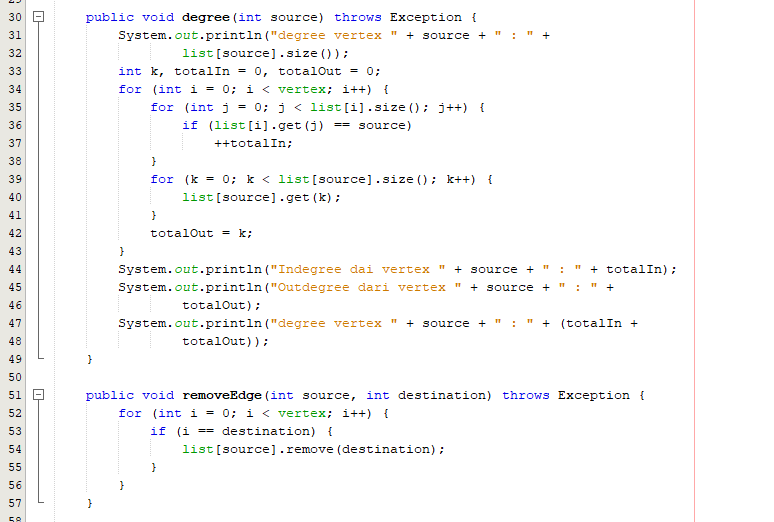 30 public void degree(int source) throws Exception {
31 System.out.println("degree vertex " + source + " : " +
32 list[source].size());
33 int k, totalIn = 0, totalOut = 0;
34 for (int i = 0; i < vertex; i++) {
35 for (int j = 0; j < list[i].size(); j++) {
36 if (list[i].get(j) == source)
37 ++totalIn;
38 }
39 for (k = 0; k < list[source].size(); k++) {
40 list[source].get(k);
41 }
42 totalOut = k;
43 }
44 System.out.println("Indegree dai vertex " + source + " : " + totalIn);
45 System.out.println("Outdegree dari vertex " + source + " : " +
46 totalOut);
47 System.out.println("degree vertex " + source + " : " + (totalIn +
48 totalOut));
49 }
50
51 public void removeEdge(int source, int destination) throws Exception {
52 for (int i = 0; i < vertex; i++) {
53 if (i == destination) {
54 list[source].remove(destination);
55 }
56 }
57 }
58